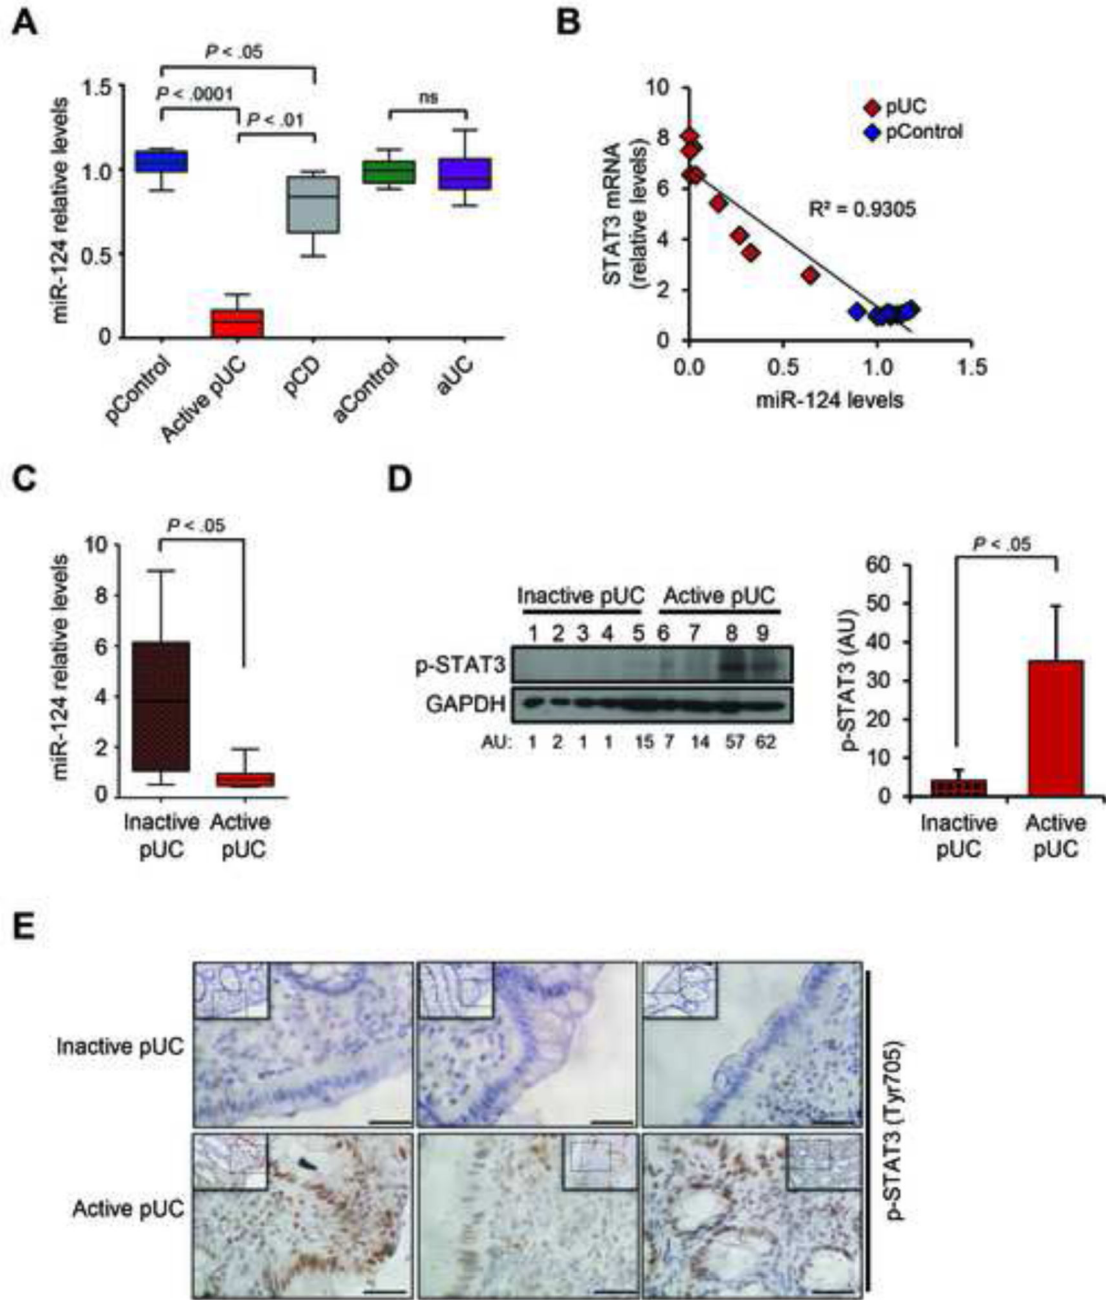 A
P < .05
P < .0001
P < .01
ns
1.5
1.0
0.5
0
miR-124 relative levels
pControl
Active pUC
pCD
aControl
aUC
B
10
8
6
4
2
0
STAT3 mRNA
(relative levels)
pUC
pControl
R² = 0.9305
0.0
0.5
1.0
1.5
miR-124 levels
C
P < .05
10
8
6
4
2
0
miR-124 relative levels
Inactive
pUC
Active
pUC
D
Inactive pUC Active pUC
1 2 3 4 5 6 7 8 9
p-STAT3
GAPDH
AU: 1 2 1 1 15 7 14 57 62
P < .05
60
50
40
30
20
10
0
p-STAT3 (AU)
Inactive
pUC
Active
pUC
E
Inactive pUC
Active pUC
p-STAT3 (Tyr705)